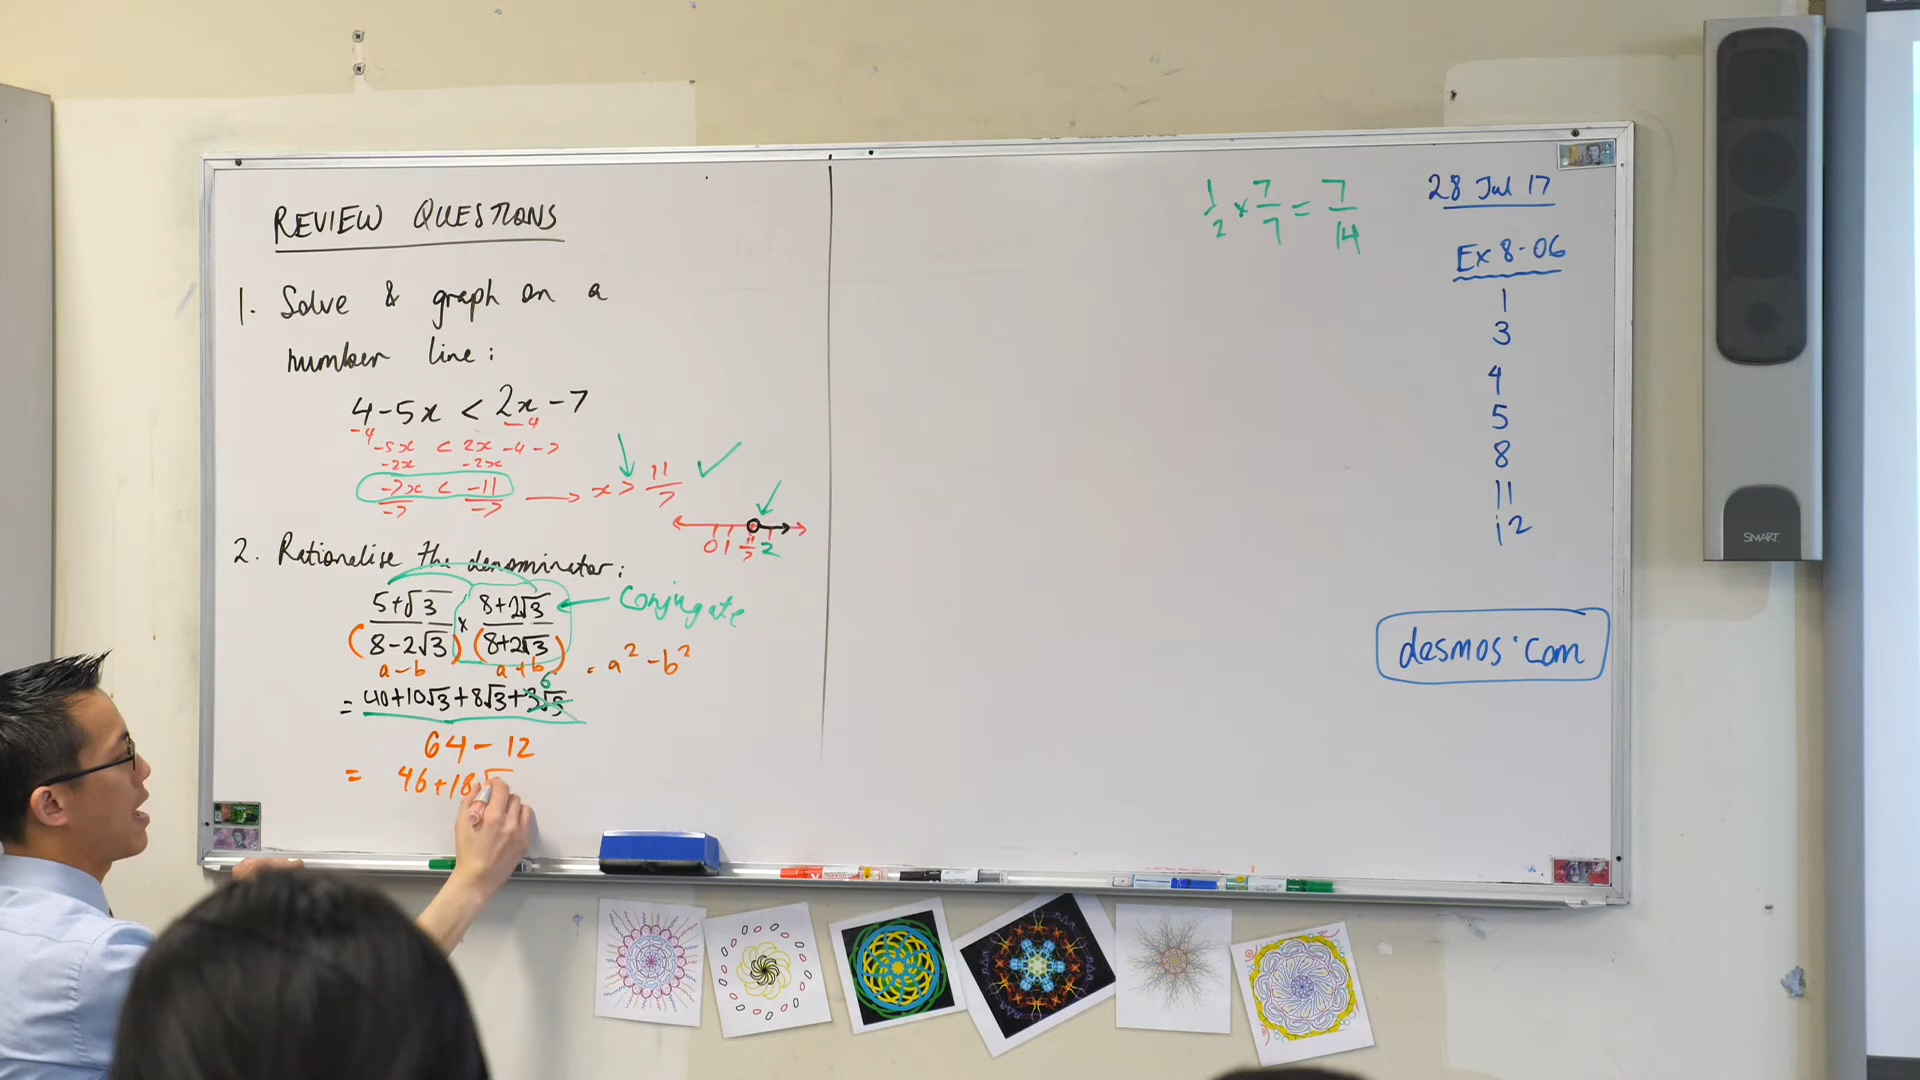 REVIEW QUESTIONS
1. Solve & graph on a
number line:
4-5x < 2x-7
-4 -4
-5x < 2x -4 -7
-2x -2x
-7x < -11 → x > 11/7 ✓
-7 -7
0 1 11/7 2
2. Rationalise the denominator:
5+√3 × 8+2√3 ← Conjugate
(8-2√3) (8+2√3)
a-b a+b = a²-b²
6
= 40+10√3+8√3+3√3
64-12
= 46+18√
1/2 × 7/7 = 7/14
28 Jul 17
Ex 8-06
1
3
4
5
8
11
12
desmos.com
SMART